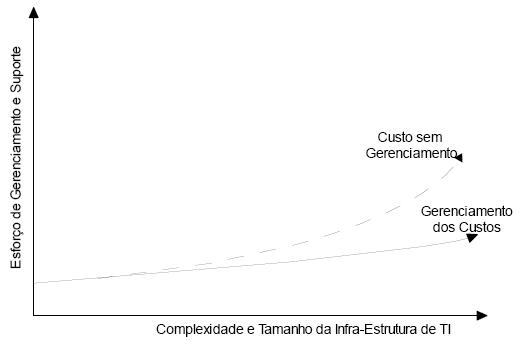 Esforço de Gerenciamento e Suporte
Custo sem
Gerenciamento
Gerenciamento
dos Custos
Complexidade e Tamanho da Infra-Estrutura de TI